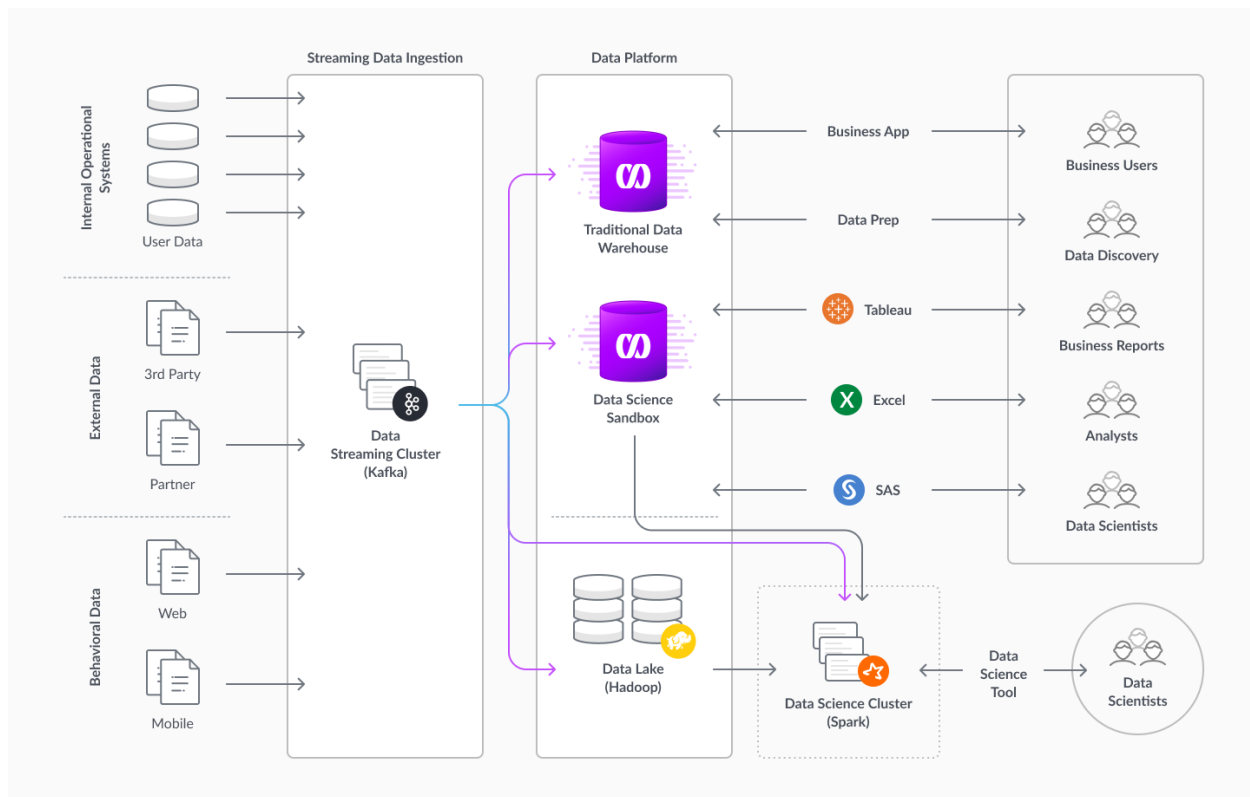 Streaming Data Ingestion
Data Platform
Internal Operational
Systems
User Data
External Data
3rd Party
Partner
Behavioral Data
Web
Mobile
Data
Streaming Cluster
(Kafka)
Traditional Data
Warehouse
Data Science
Sandbox
Data Lake
(Hadoop)
Business App
Data Prep
Tableau
Excel
SAS
Business Users
Data Discovery
Business Reports
Analysts
Data Scientists
Data Science Cluster
(Spark)
Data
Science
Tool
Data
Scientists